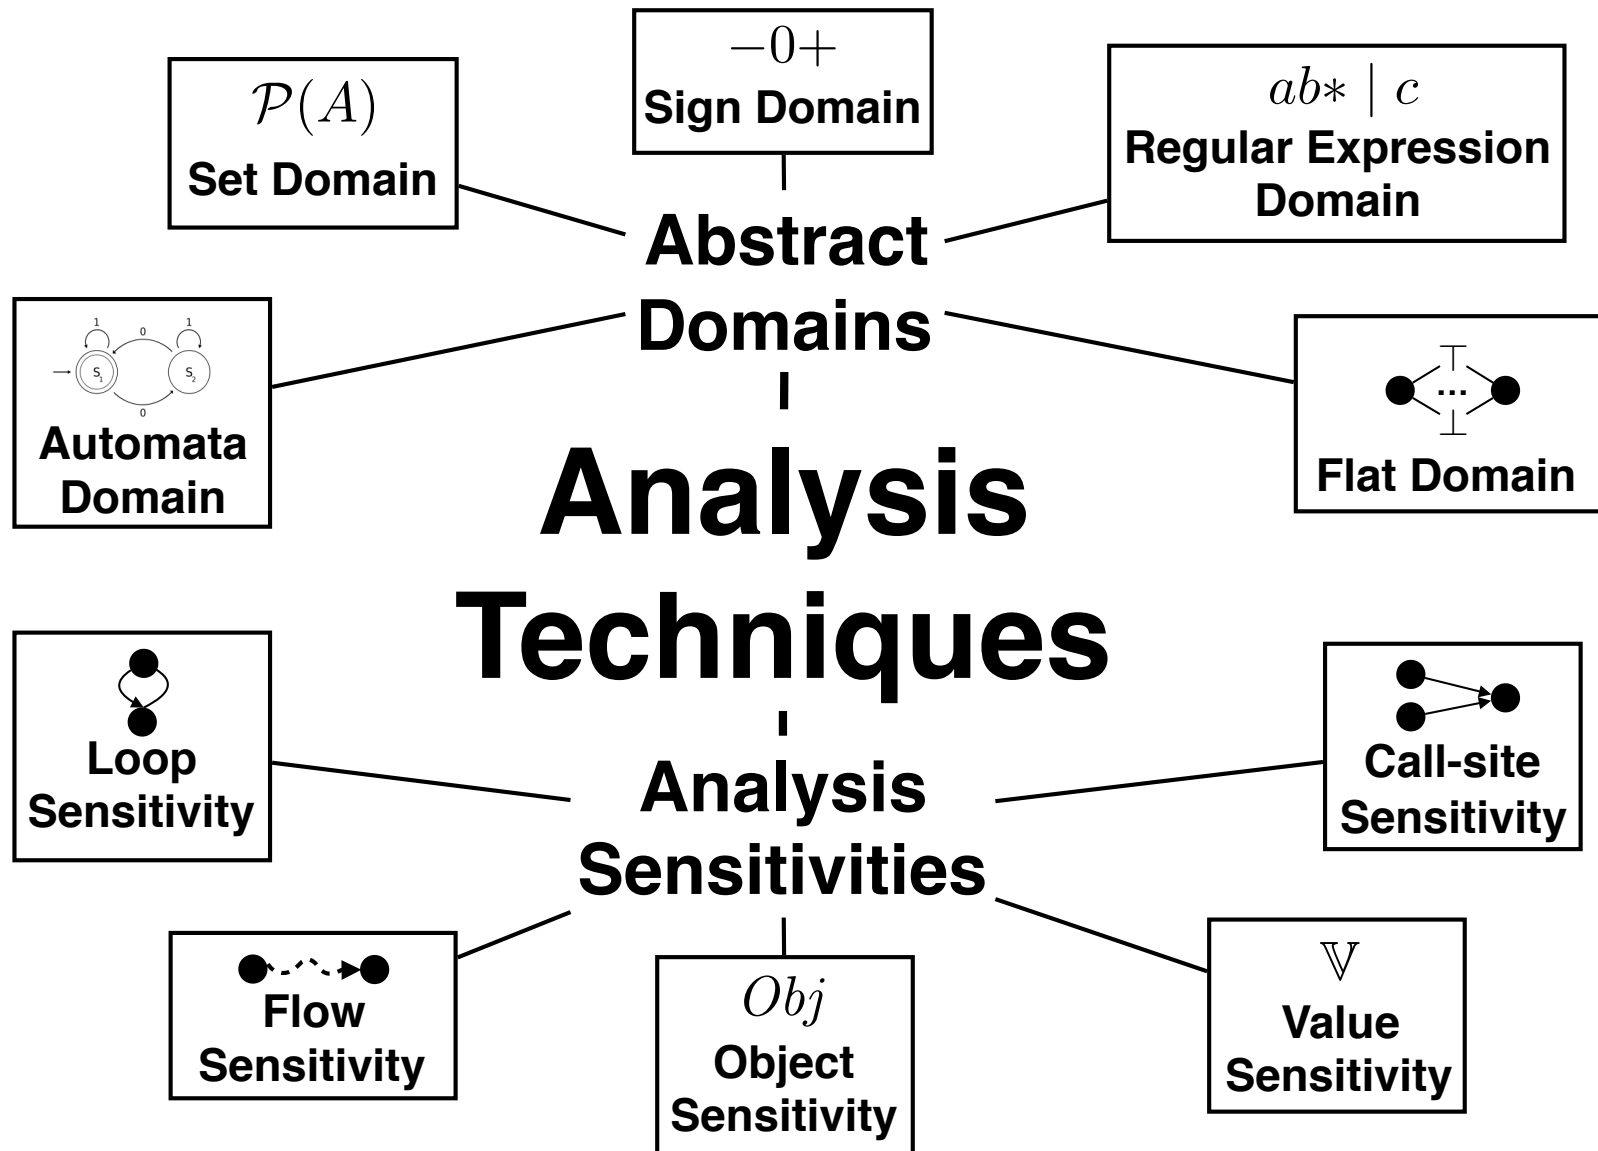 −0+
Sign Domain
𝒫(A)
Set Domain
ab∗ | c
Regular Expression
Domain
Abstract
Domains
1
0
1
S1
S2
0
Automata
Domain
⊤
...
⊥
Flat Domain
Analysis
Techniques
Loop
Sensitivity
Call-site
Sensitivity
Analysis
Sensitivities
Flow
Sensitivity
Obj
Object
Sensitivity
𝕍
Value
Sensitivity